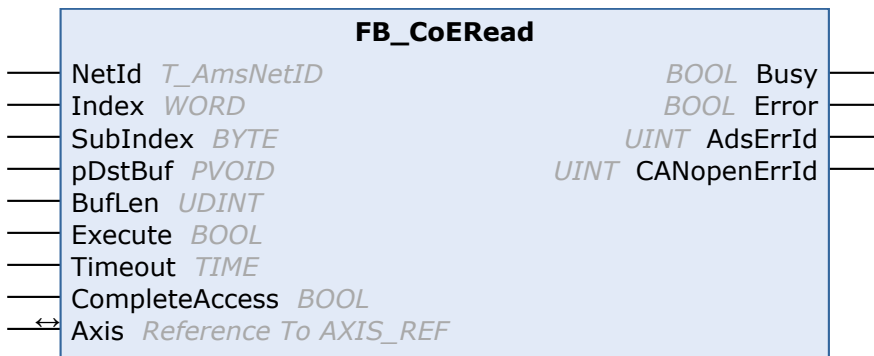 FB_CoERead
NetId T_AmsNetID BOOL Busy
Index WORD BOOL Error
SubIndex BYTE UINT AdsErrId
pDstBuf PVOID UINT CANopenErrId
BufLen UDINT
Execute BOOL
Timeout TIME
CompleteAccess BOOL
↔ Axis Reference To AXIS_REF